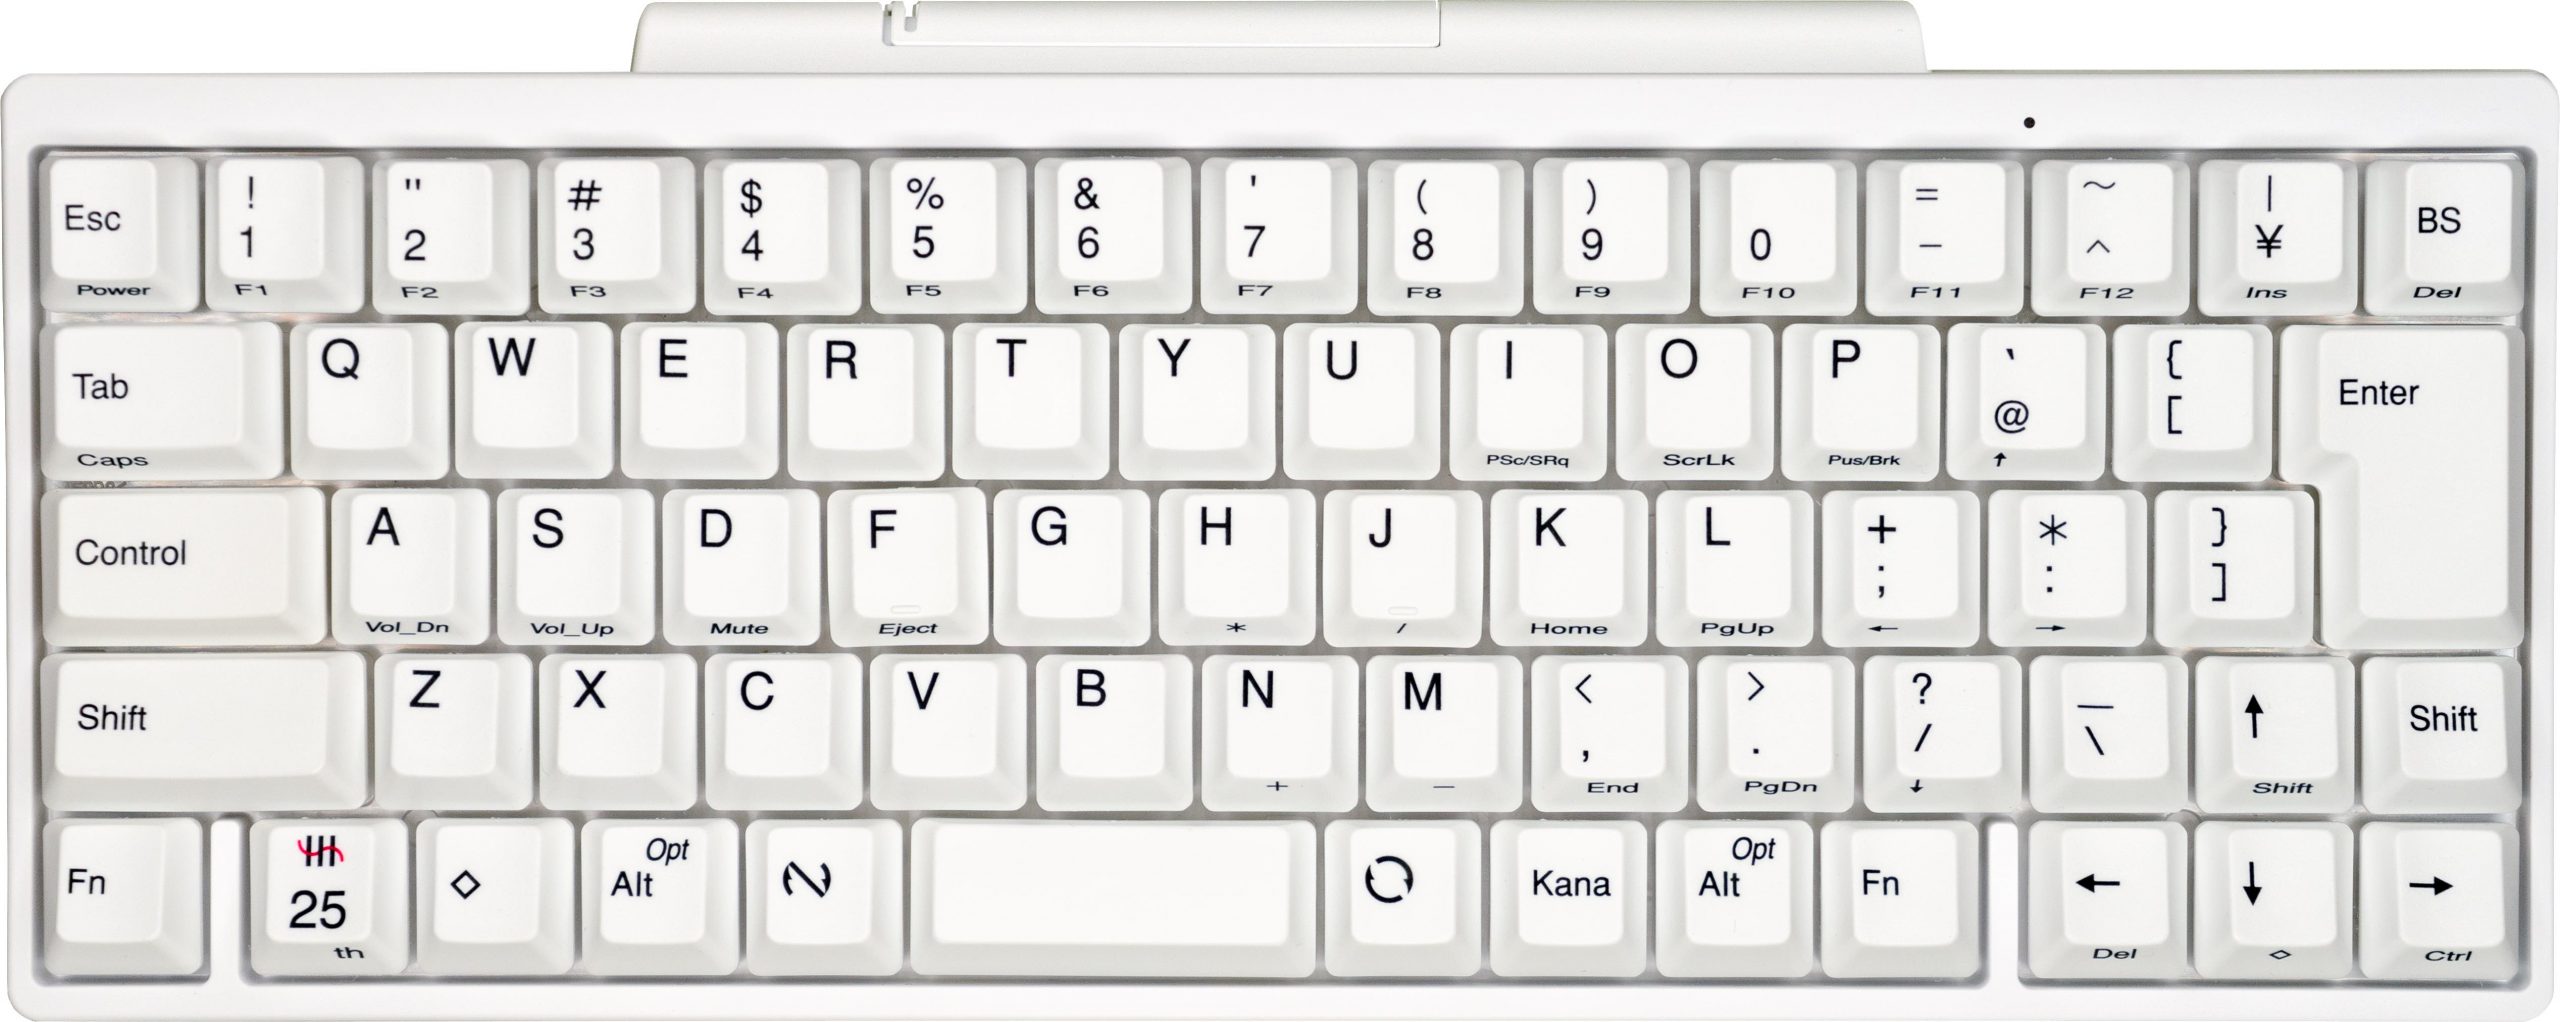 ! " # $ % & ' ( ) = ～ |
Esc 1 2 3 4 5 6 7 8 9 0 − ^ ¥ BS
Power F1 F2 F3 F4 F5 F6 F7 F8 F9 F10 F11 F12 Ins Del
Q W E R T Y U I O P ` {
Tab @ [ Enter
Caps PSc/SRq ScrLk Pus/Brk ↑
A S D F G H J K L + * }
Control ; : ]
Vol_Dn Vol_Up Mute Eject * / Home PgUp ← →
Z X C V B N M < > ? _ ↑
Shift , . / \ Shift
+ − End PgDn ↓ Shift
Opt Opt
Fn 25 ◇ Alt Kana Alt Fn ← ↓ →
th Del ◇ Ctrl